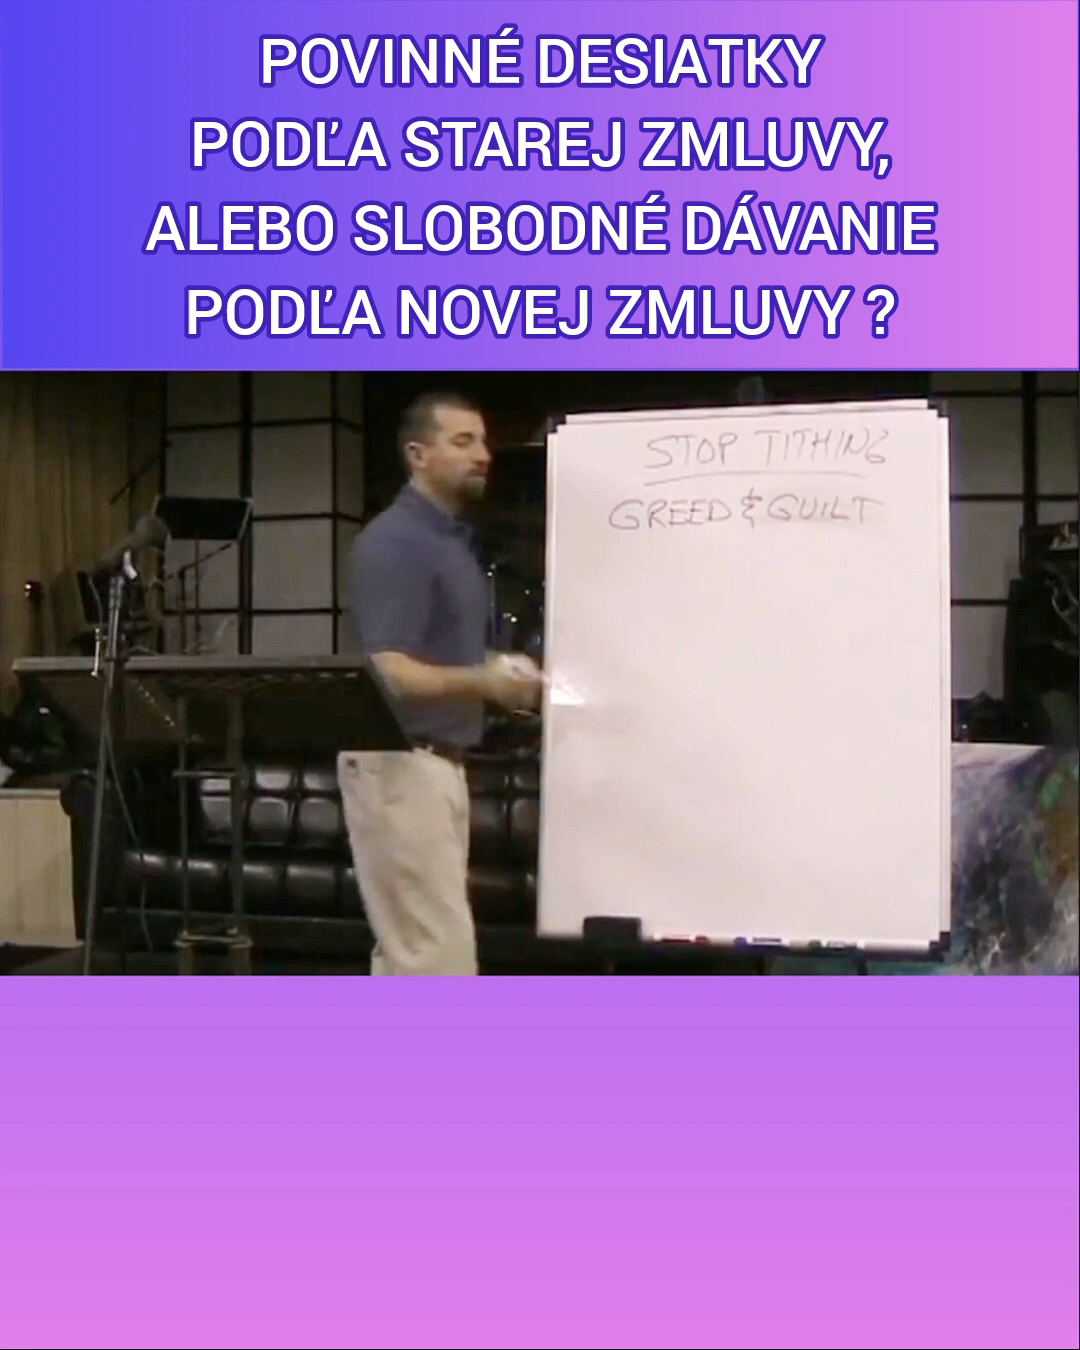 POVINNÉ DESIATKY
PODĽA STAREJ ZMLUVY,
ALEBO SLOBODNÉ DÁVANIE
PODĽA NOVEJ ZMLUVY ?
STOP TITHING
GREED & GUILT